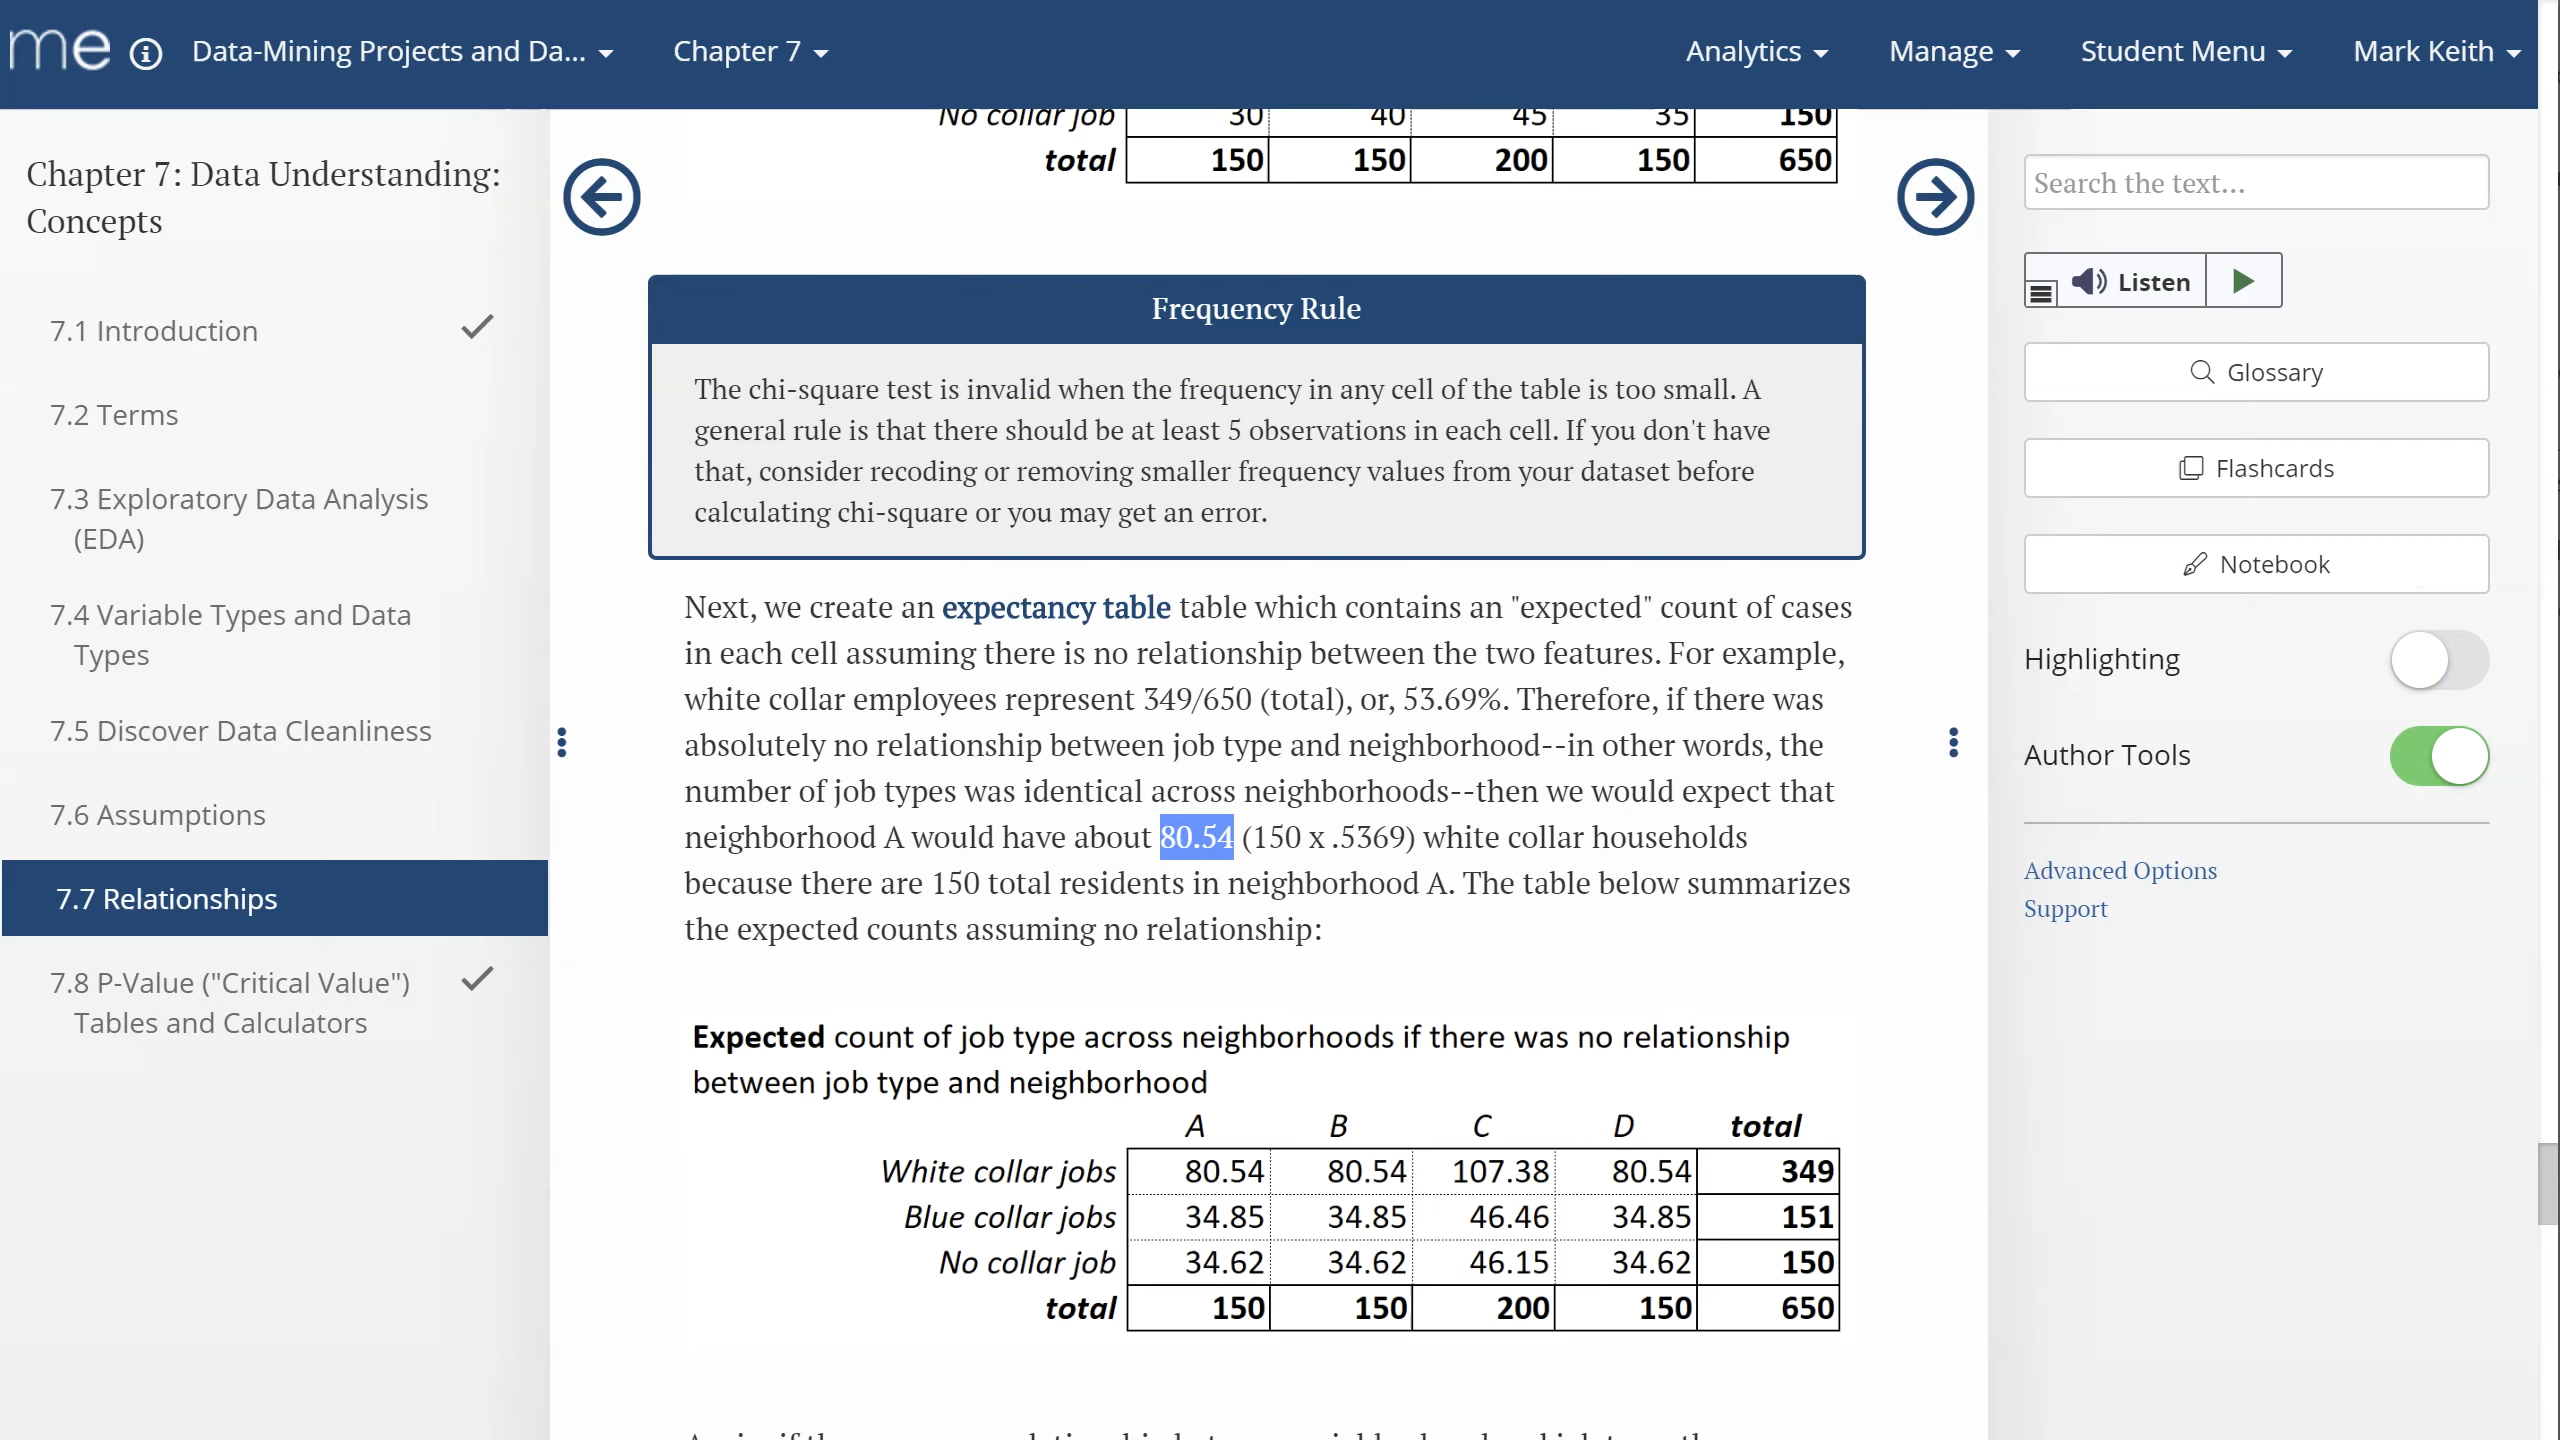 me Data-Mining Projects and Da... Chapter 7 Analytics Manage Student Menu Mark Keith
Chapter 7: Data Understanding:
Concepts
7.1 Introduction
7.2 Terms
7.3 Exploratory Data Analysis
(EDA)
7.4 Variable Types and Data
Types
7.5 Discover Data Cleanliness
7.6 Assumptions
7.7 Relationships
7.8 P-Value ("Critical Value")
Tables and Calculators
No collar job 30 40 45 35 150
total 150 150 200 150 650
Frequency Rule
The chi-square test is invalid when the frequency in any cell of the table is too small. A
general rule is that there should be at least 5 observations in each cell. If you don't have
that, consider recoding or removing smaller frequency values from your dataset before
calculating chi-square or you may get an error.
Next, we create an expectancy table table which contains an "expected" count of cases
in each cell assuming there is no relationship between the two features. For example,
white collar employees represent 349/650 (total), or, 53.69%. Therefore, if there was
absolutely no relationship between job type and neighborhood--in other words, the
number of job types was identical across neighborhoods--then we would expect that
neighborhood A would have about 80.54 (150 x .5369) white collar households
because there are 150 total residents in neighborhood A. The table below summarizes
the expected counts assuming no relationship:
Expected count of job type across neighborhoods if there was no relationship
between job type and neighborhood
A B C D total
White collar jobs 80.54 80.54 107.38 80.54 349
Blue collar jobs 34.85 34.85 46.46 34.85 151
No collar job 34.62 34.62 46.15 34.62 150
total 150 150 200 150 650
Search the text...
Listen
Glossary
Flashcards
Notebook
Highlighting
Author Tools
Advanced Options
Support